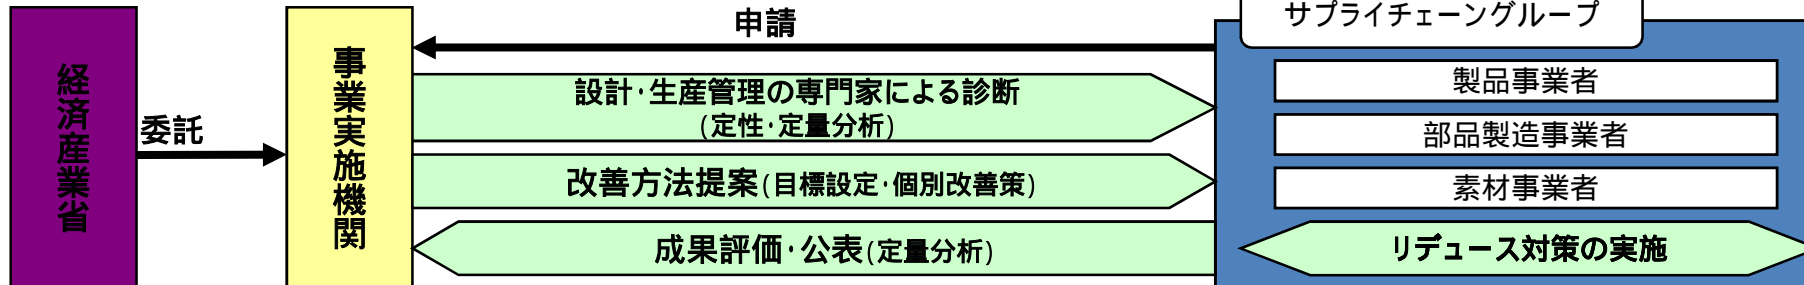 経済産業省
委託
事業実施機関
申請
設計・生産管理の専門家による診断
(定性・定量分析)
改善方法提案(目標設定・個別改善策)
成果評価・公表(定量分析)
サプライチェーングループ
製品事業者
部品製造事業者
素材事業者
リデュース対策の実施